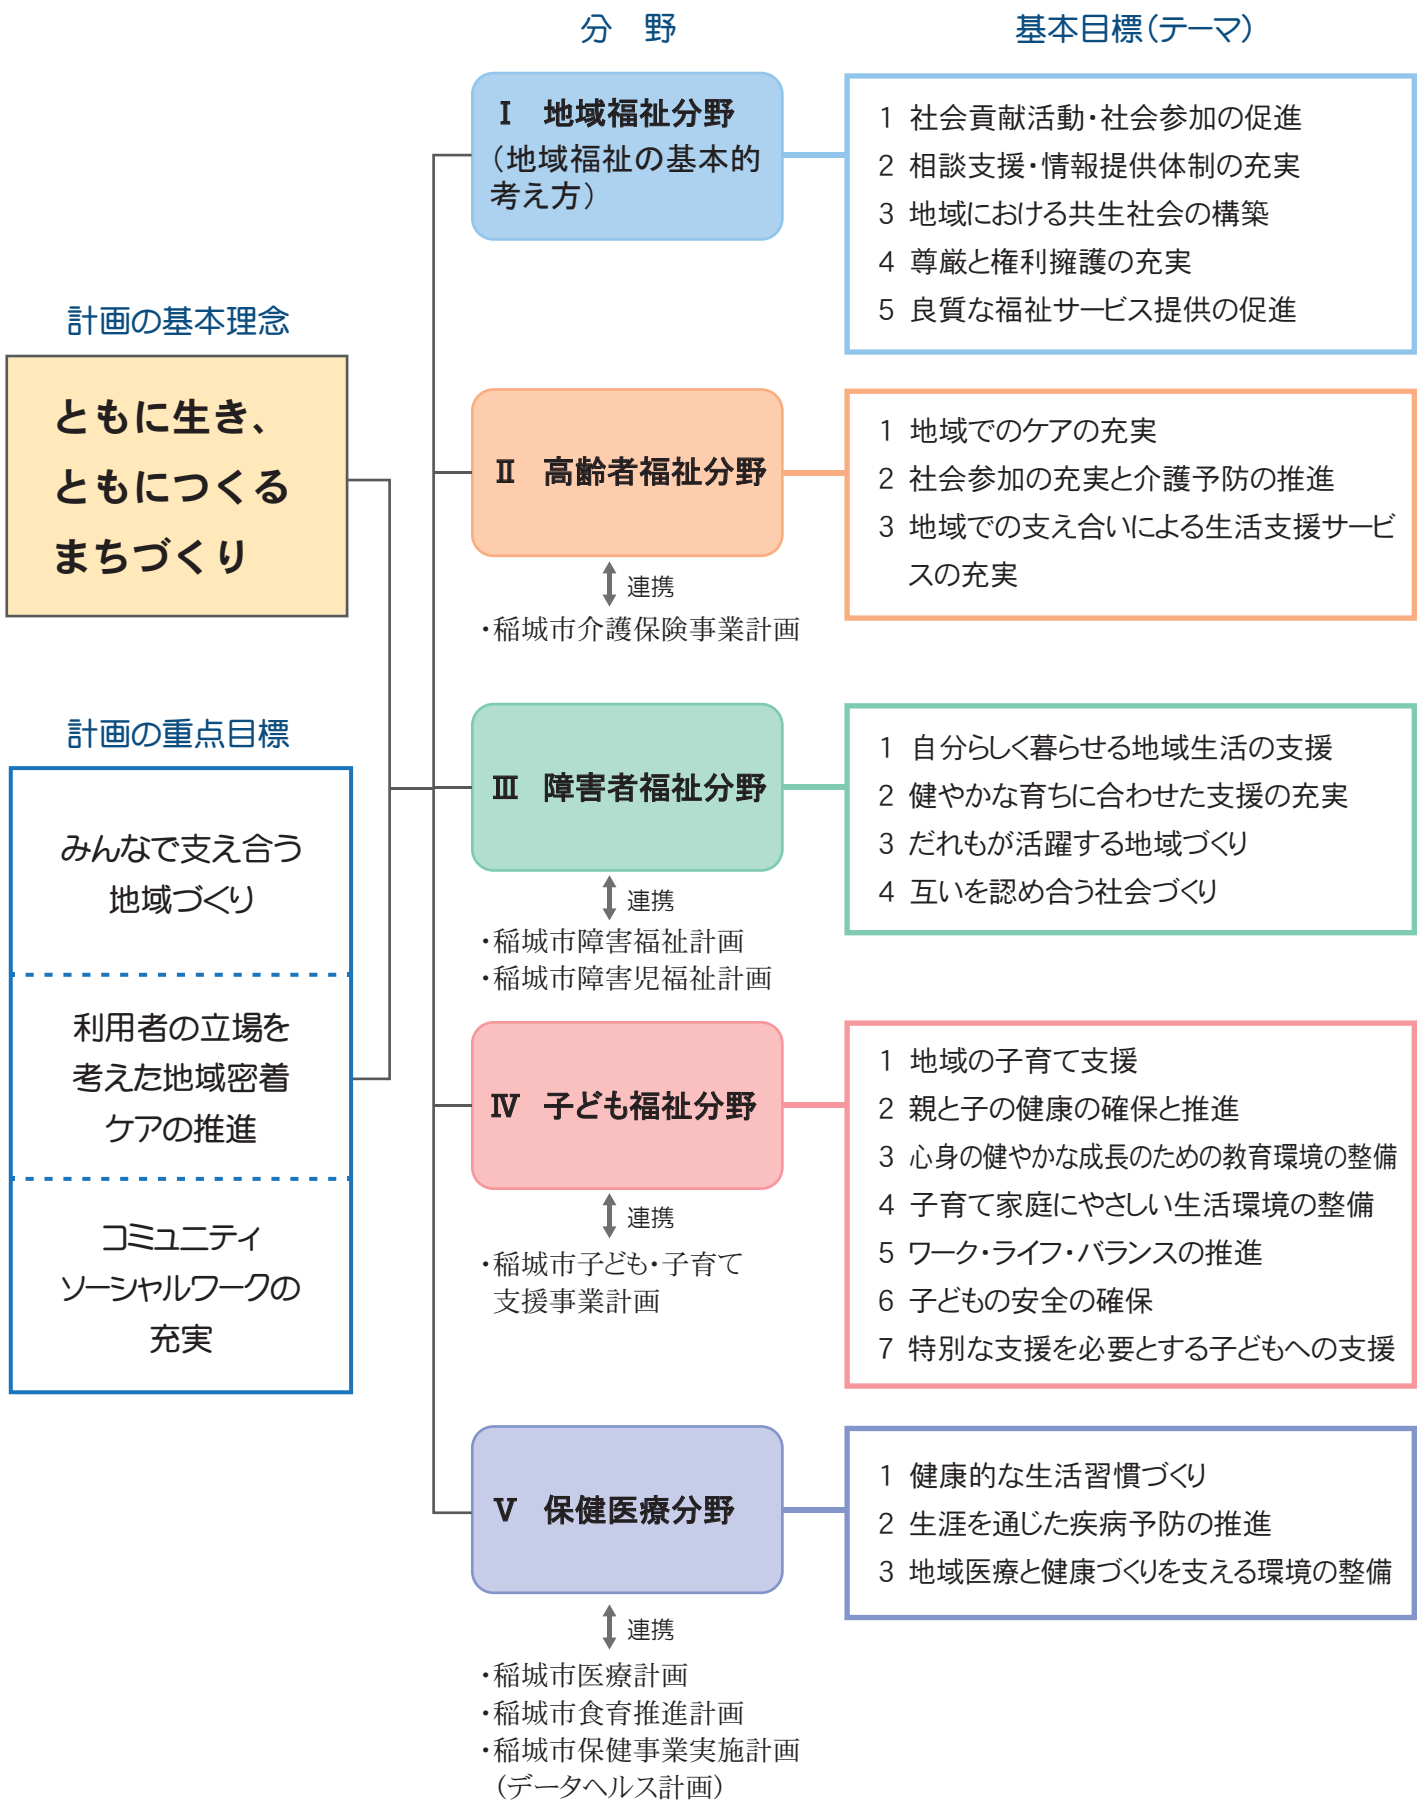 分　野
基本目標（テーマ）
Ⅰ　地域福祉分野
（地域福祉の基本的
考え方）
1 社会貢献活動・社会参加の促進
2 相談支援・情報提供体制の充実
3 地域における共生社会の構築
4 尊厳と権利擁護の充実
5 良質な福祉サービス提供の促進
計画の基本理念
ともに生き、
ともにつくる
まちづくり
Ⅱ　高齢者福祉分野
連携
・稲城市介護保険事業計画
1 地域でのケアの充実
2 社会参加の充実と介護予防の推進
3 地域での支え合いによる生活支援サービ
スの充実
計画の重点目標
みんなで支え合う
地域づくり
利用者の立場を
考えた地域密着
ケアの推進
コミュニティ
ソーシャルワークの
充実
Ⅲ　障害者福祉分野
連携
・稲城市障害福祉計画
・稲城市障害児福祉計画
1 自分らしく暮らせる地域生活の支援
2 健やかな育ちに合わせた支援の充実
3 だれもが活躍する地域づくり
4 互いを認め合う社会づくり
Ⅳ　子ども福祉分野
連携
・稲城市子ども・子育て
支援事業計画
1 地域の子育て支援
2 親と子の健康の確保と推進
3 心身の健やかな成長のための教育環境の整備
4 子育て家庭にやさしい生活環境の整備
5 ワーク・ライフ・バランスの推進
6 子どもの安全の確保
7 特別な支援を必要とする子どもへの支援
Ⅴ　保健医療分野
連携
・稲城市医療計画
・稲城市食育推進計画
・稲城市保健事業実施計画
（データヘルス計画）
1 健康的な生活習慣づくり
2 生涯を通じた疾病予防の推進
3 地域医療と健康づくりを支える環境の整備